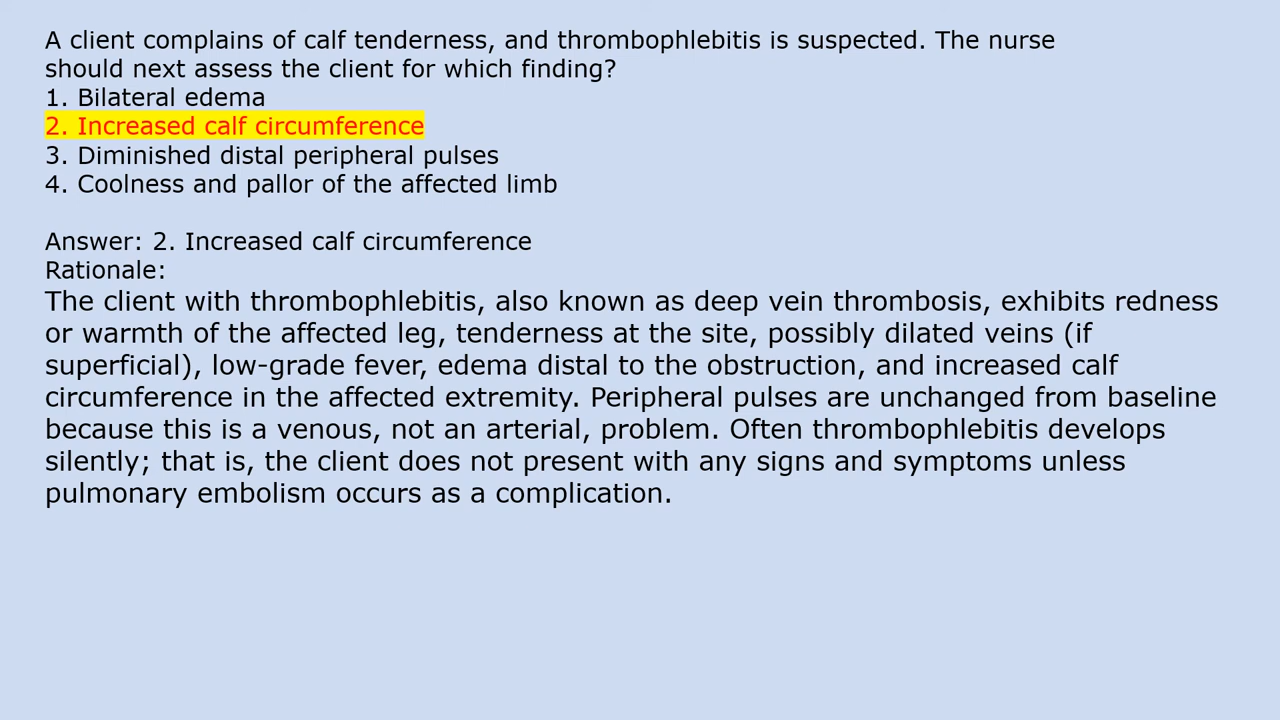 A client complains of calf tenderness, and thrombophlebitis is suspected. The nurse
should next assess the client for which finding?
1. Bilateral edema
2. Increased calf circumference
3. Diminished distal peripheral pulses
4. Coolness and pallor of the affected limb
Answer: 2. Increased calf circumference
Rationale:
The client with thrombophlebitis, also known as deep vein thrombosis, exhibits redness
or warmth of the affected leg, tenderness at the site, possibly dilated veins (if
superficial), low-grade fever, edema distal to the obstruction, and increased calf
circumference in the affected extremity. Peripheral pulses are unchanged from baseline
because this is a venous, not an arterial, problem. Often thrombophlebitis develops
silently; that is, the client does not present with any signs and symptoms unless
pulmonary embolism occurs as a complication.